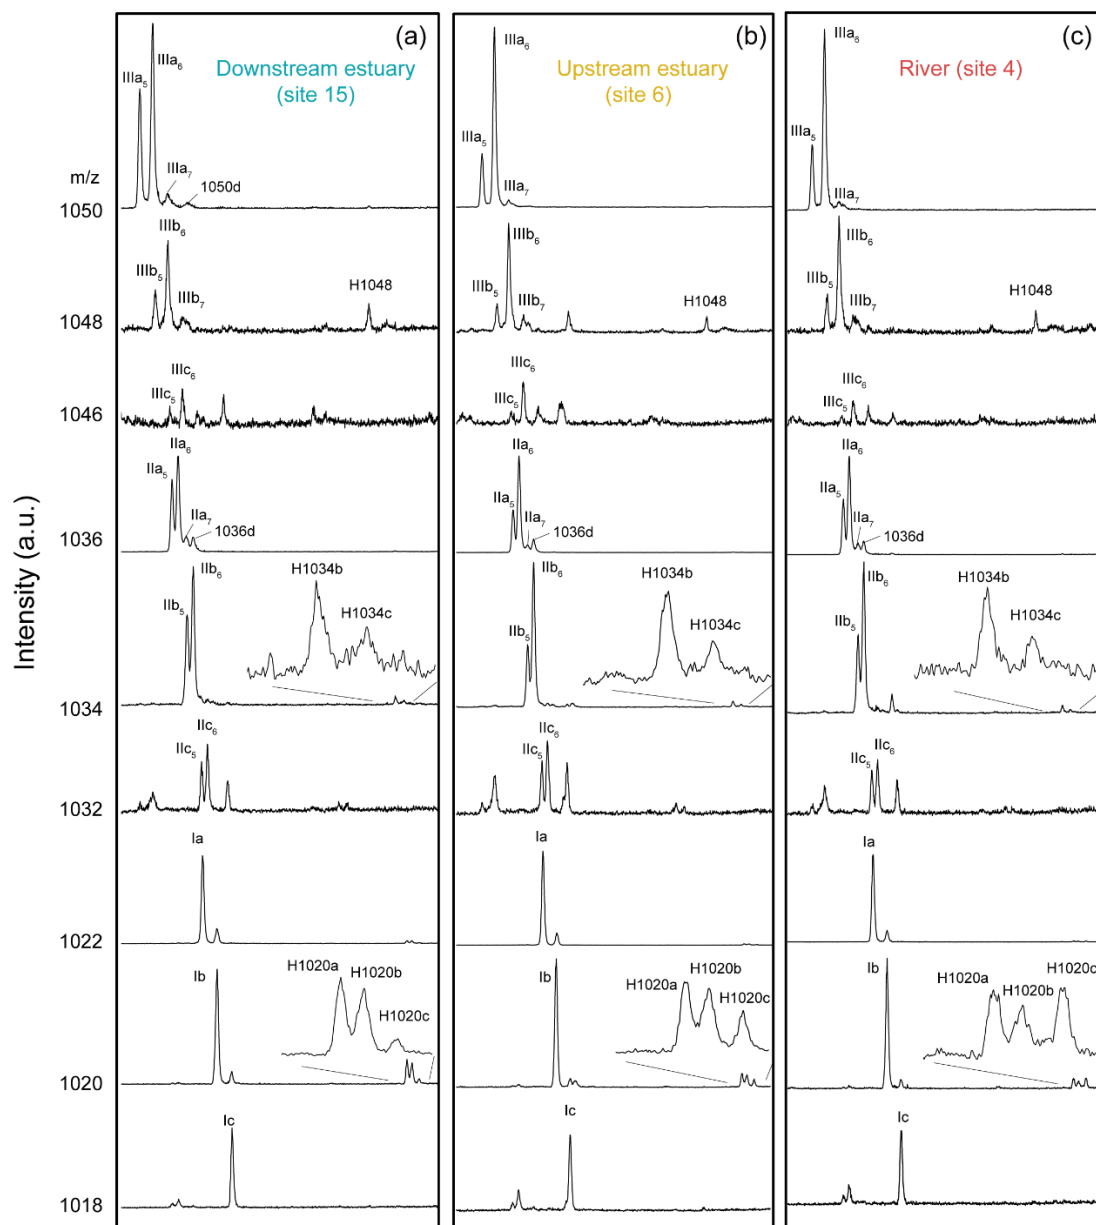 Intensity (a.u.)
m/z
1050
1048
1046
1036
1034
1032
1022
1020
1018
(a)
Downstream estuary
(site 15)
IIIa₆
IIIa₅
IIIa₇
1050d
IIIb₆
IIIb₅
IIIb₇
H1048
IIIc₆
IIIc₅
IIa₆
IIa₅
IIa₇
1036d
IIb₆
IIb₅
H1034b
H1034c
IIc₆
IIc₅
Ia
Ib
H1020a
H1020b
H1020c
Ic
(b)
Upstream estuary
(site 6)
IIIa₆
IIIa₅
IIIa₇
IIIb₆
IIIb₅
IIIb₇
H1048
IIIc₆
IIIc₅
IIa₆
IIa₅
IIa₇
1036d
IIb₆
IIb₅
H1034b
H1034c
IIc₆
IIc₅
Ia
Ib
H1020a
H1020b
H1020c
Ic
(c)
River (site 4)
IIIa₆
IIIa₅
IIIa₇
IIIb₆
IIIb₅
IIIb₇
H1048
IIIc₆
IIIc₅
IIa₆
IIa₅
IIa₇
1036d
IIb₆
IIb₅
H1034b
H1034c
IIc₆
IIc₅
Ia
Ib
H1020a
H1020b
H1020c
Ic